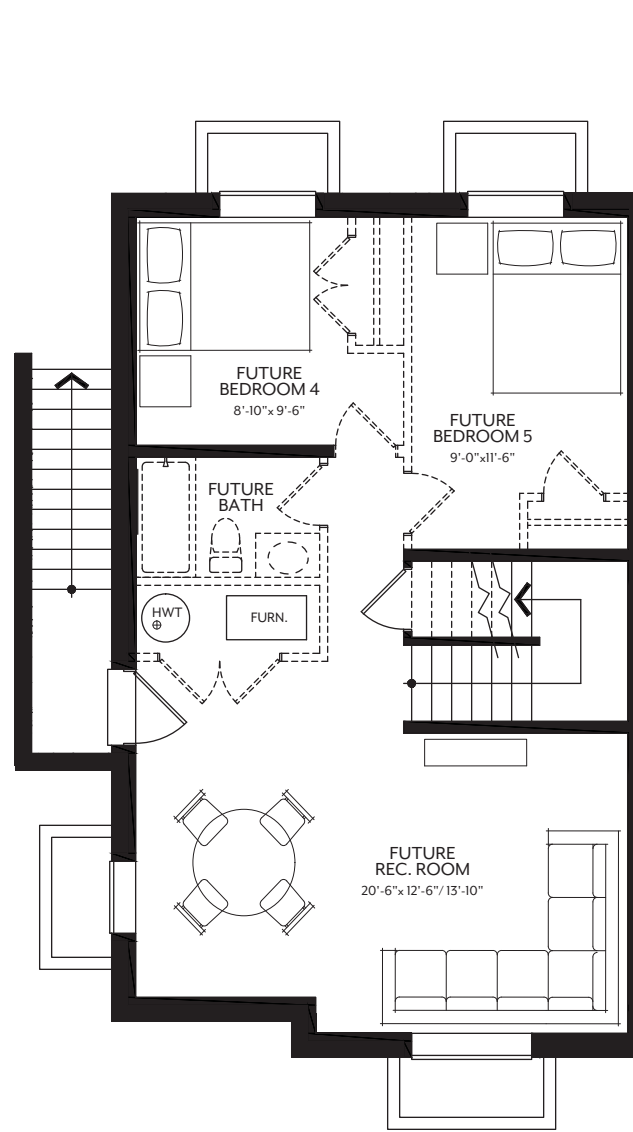 FUTURE
BEDROOM 4
8'-10"x 9'-6"
FUTURE
BEDROOM 5
9'-0"x11'-6"
FUTURE
BATH
HWT
FURN.
FUTURE
REC. ROOM
20'-6"x 12'-6"/ 13'-10"